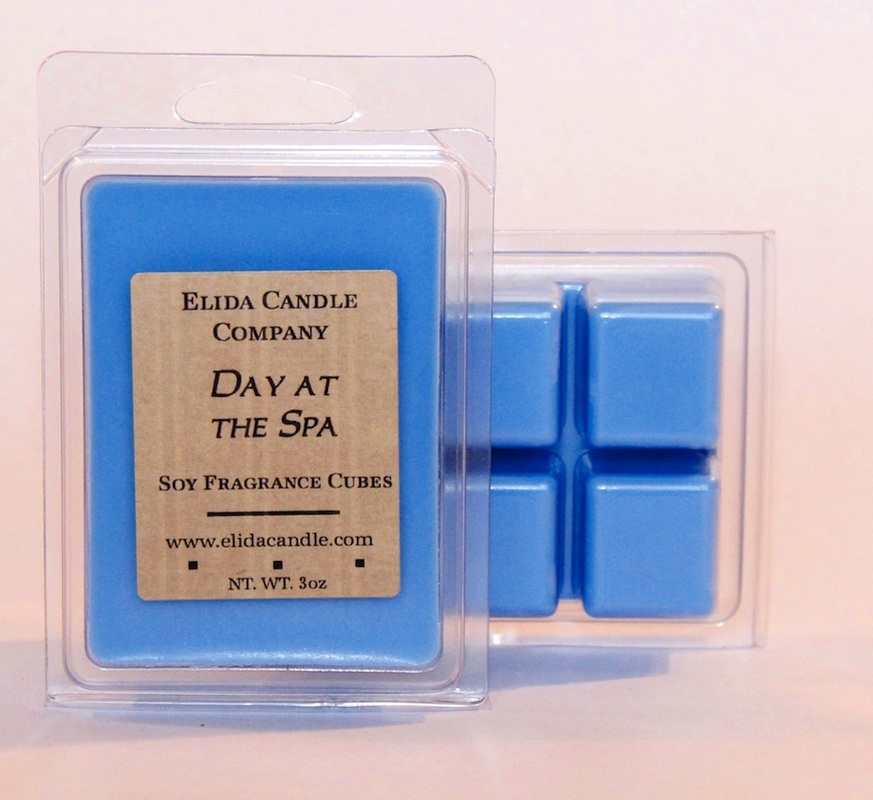 Elida Candle
Company
Day at
the Spa
Soy Fragrance Cubes
www.elidacandle.com
NT. WT. 3oz